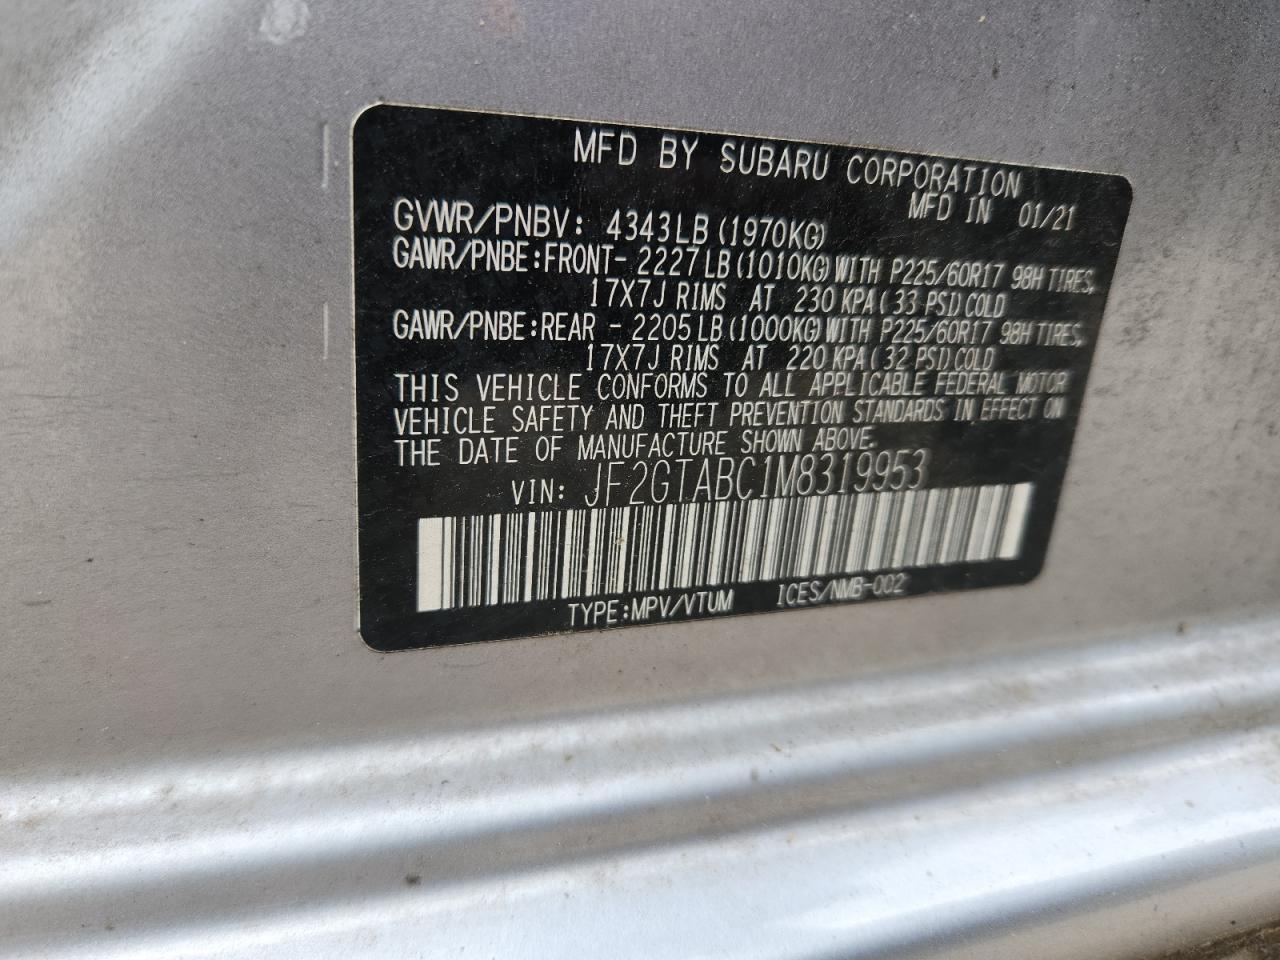 MFD BY SUBARU CORPORATION
MFD IN 01/21
GVWR/PNBV: 4343LB (1970KG)
GAWR/PNBE:FRONT- 2227LB (1010KG) WITH P225/60R17 98H TIRES,
17X7J RIMS AT 230 KPA( 33 PSI) COLD
GAWR/PNBE:REAR - 2205LB (1000KG) WITH P225/60R17 98H TIRES,
17X7J RIMS AT 220 KPA( 32 PSI) COLD
THIS VEHICLE CONFORMS TO ALL APPLICABLE FEDERAL MOTOR
VEHICLE SAFETY AND THEFT PREVENTION STANDARDS IN EFFECT ON
THE DATE OF MANUFACTURE SHOWN ABOVE.
VIN: JF2GTABC1M8319953
TYPE:MPV/VTUM ICES/NMB-002